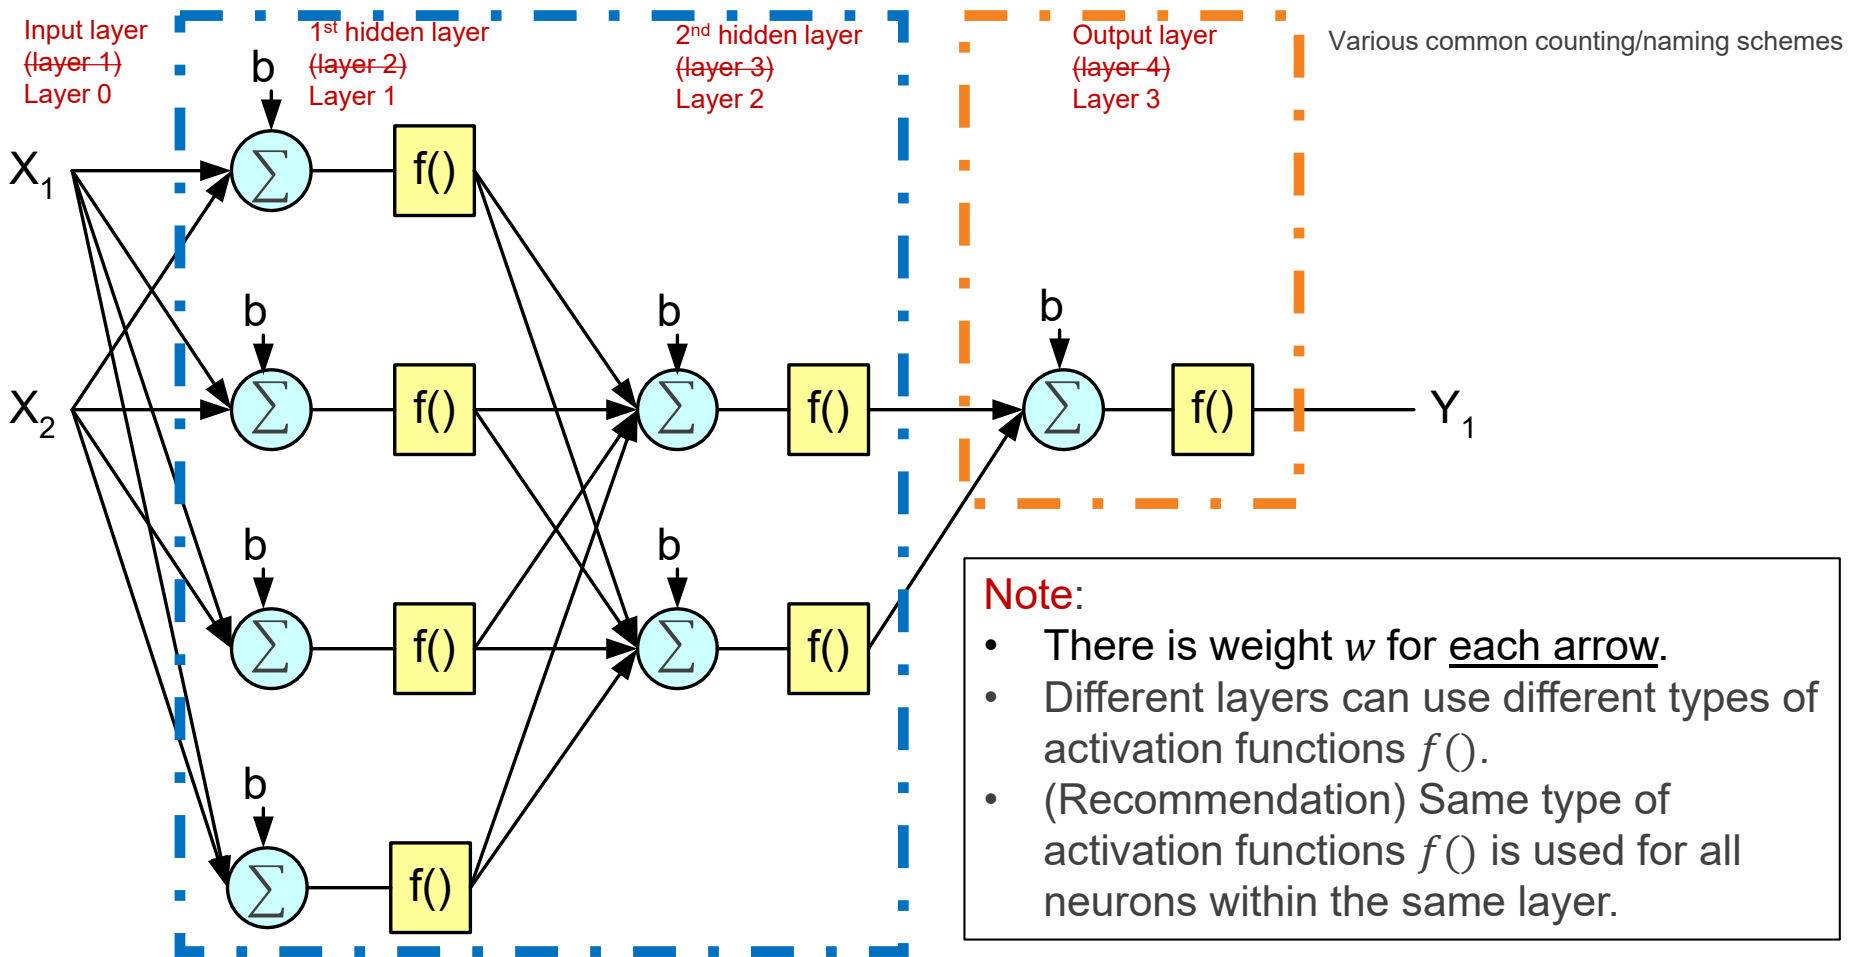 Input layer
(layer 1)
Layer 0
1st hidden layer
(layer 2)
Layer 1
2nd hidden layer
(layer 3)
Layer 2
Output layer
(layer 4)
Layer 3
Various common counting/naming schemes
b
X1
∑
f()
b
b
b
X2
∑
f()
∑
f()
∑
f()
Y1
b
b
∑
f()
∑
f()
b
∑
f()
Note:
• There is weight w for each arrow.
• Different layers can use different types of
activation functions f().
• (Recommendation) Same type of
activation functions f() is used for all
neurons within the same layer.